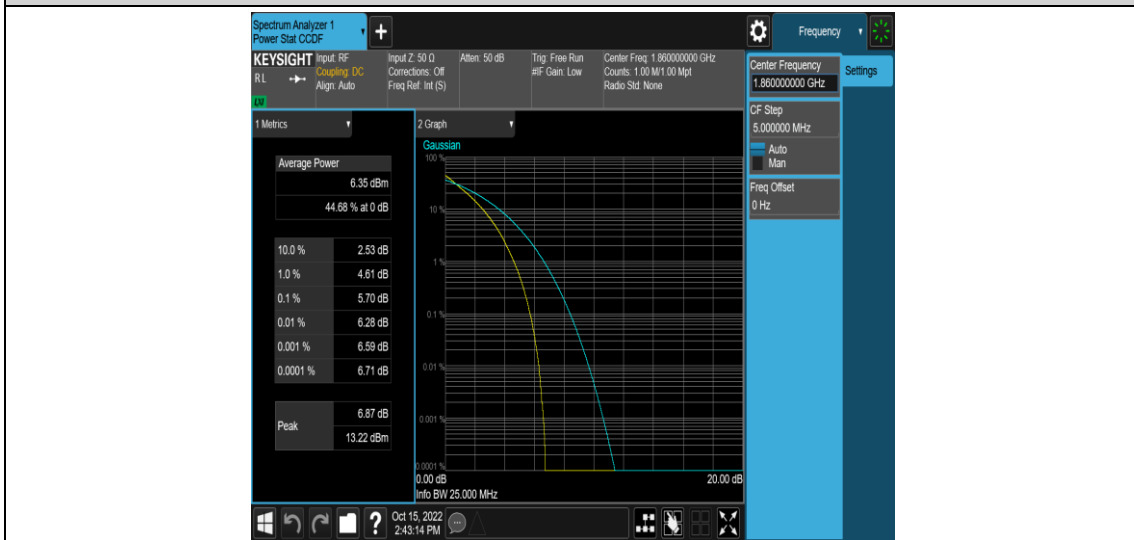 Spectrum Analyzer 1
Power Stat CCDF
+
Frequency
KEYSIGHT
RL
Input: RF
Coupling: DC
Align: Auto
Input Z: 50 Ω
Corrections: Off
Freq Ref: Int (S)
Atten: 50 dB
Trig: Free Run
#IF Gain: Low
Center Freq: 1.860000000 GHz
Counts: 1.00 M/1.00 Mpt
Radio Std: None
Center Frequency
1.860000000 GHz
Settings
CF Step
5.000000 MHz
Auto
Man
Freq Offset
0 Hz
1 Metrics
Average Power
6.35 dBm
44.68 % at 0 dB
10.0 % 2.53 dB
1.0 % 4.61 dB
0.1 % 5.70 dB
0.01 % 6.28 dB
0.001 % 6.59 dB
0.0001 % 6.71 dB
Peak
6.87 dB
13.22 dBm
2 Graph
Gaussian
100 %
10 %
1 %
0.1 %
0.01 %
0.001 %
0.0001 %
0.00 dB 20.00 dB
Info BW 25.000 MHz
?
Oct 15, 2022
2:43:14 PM